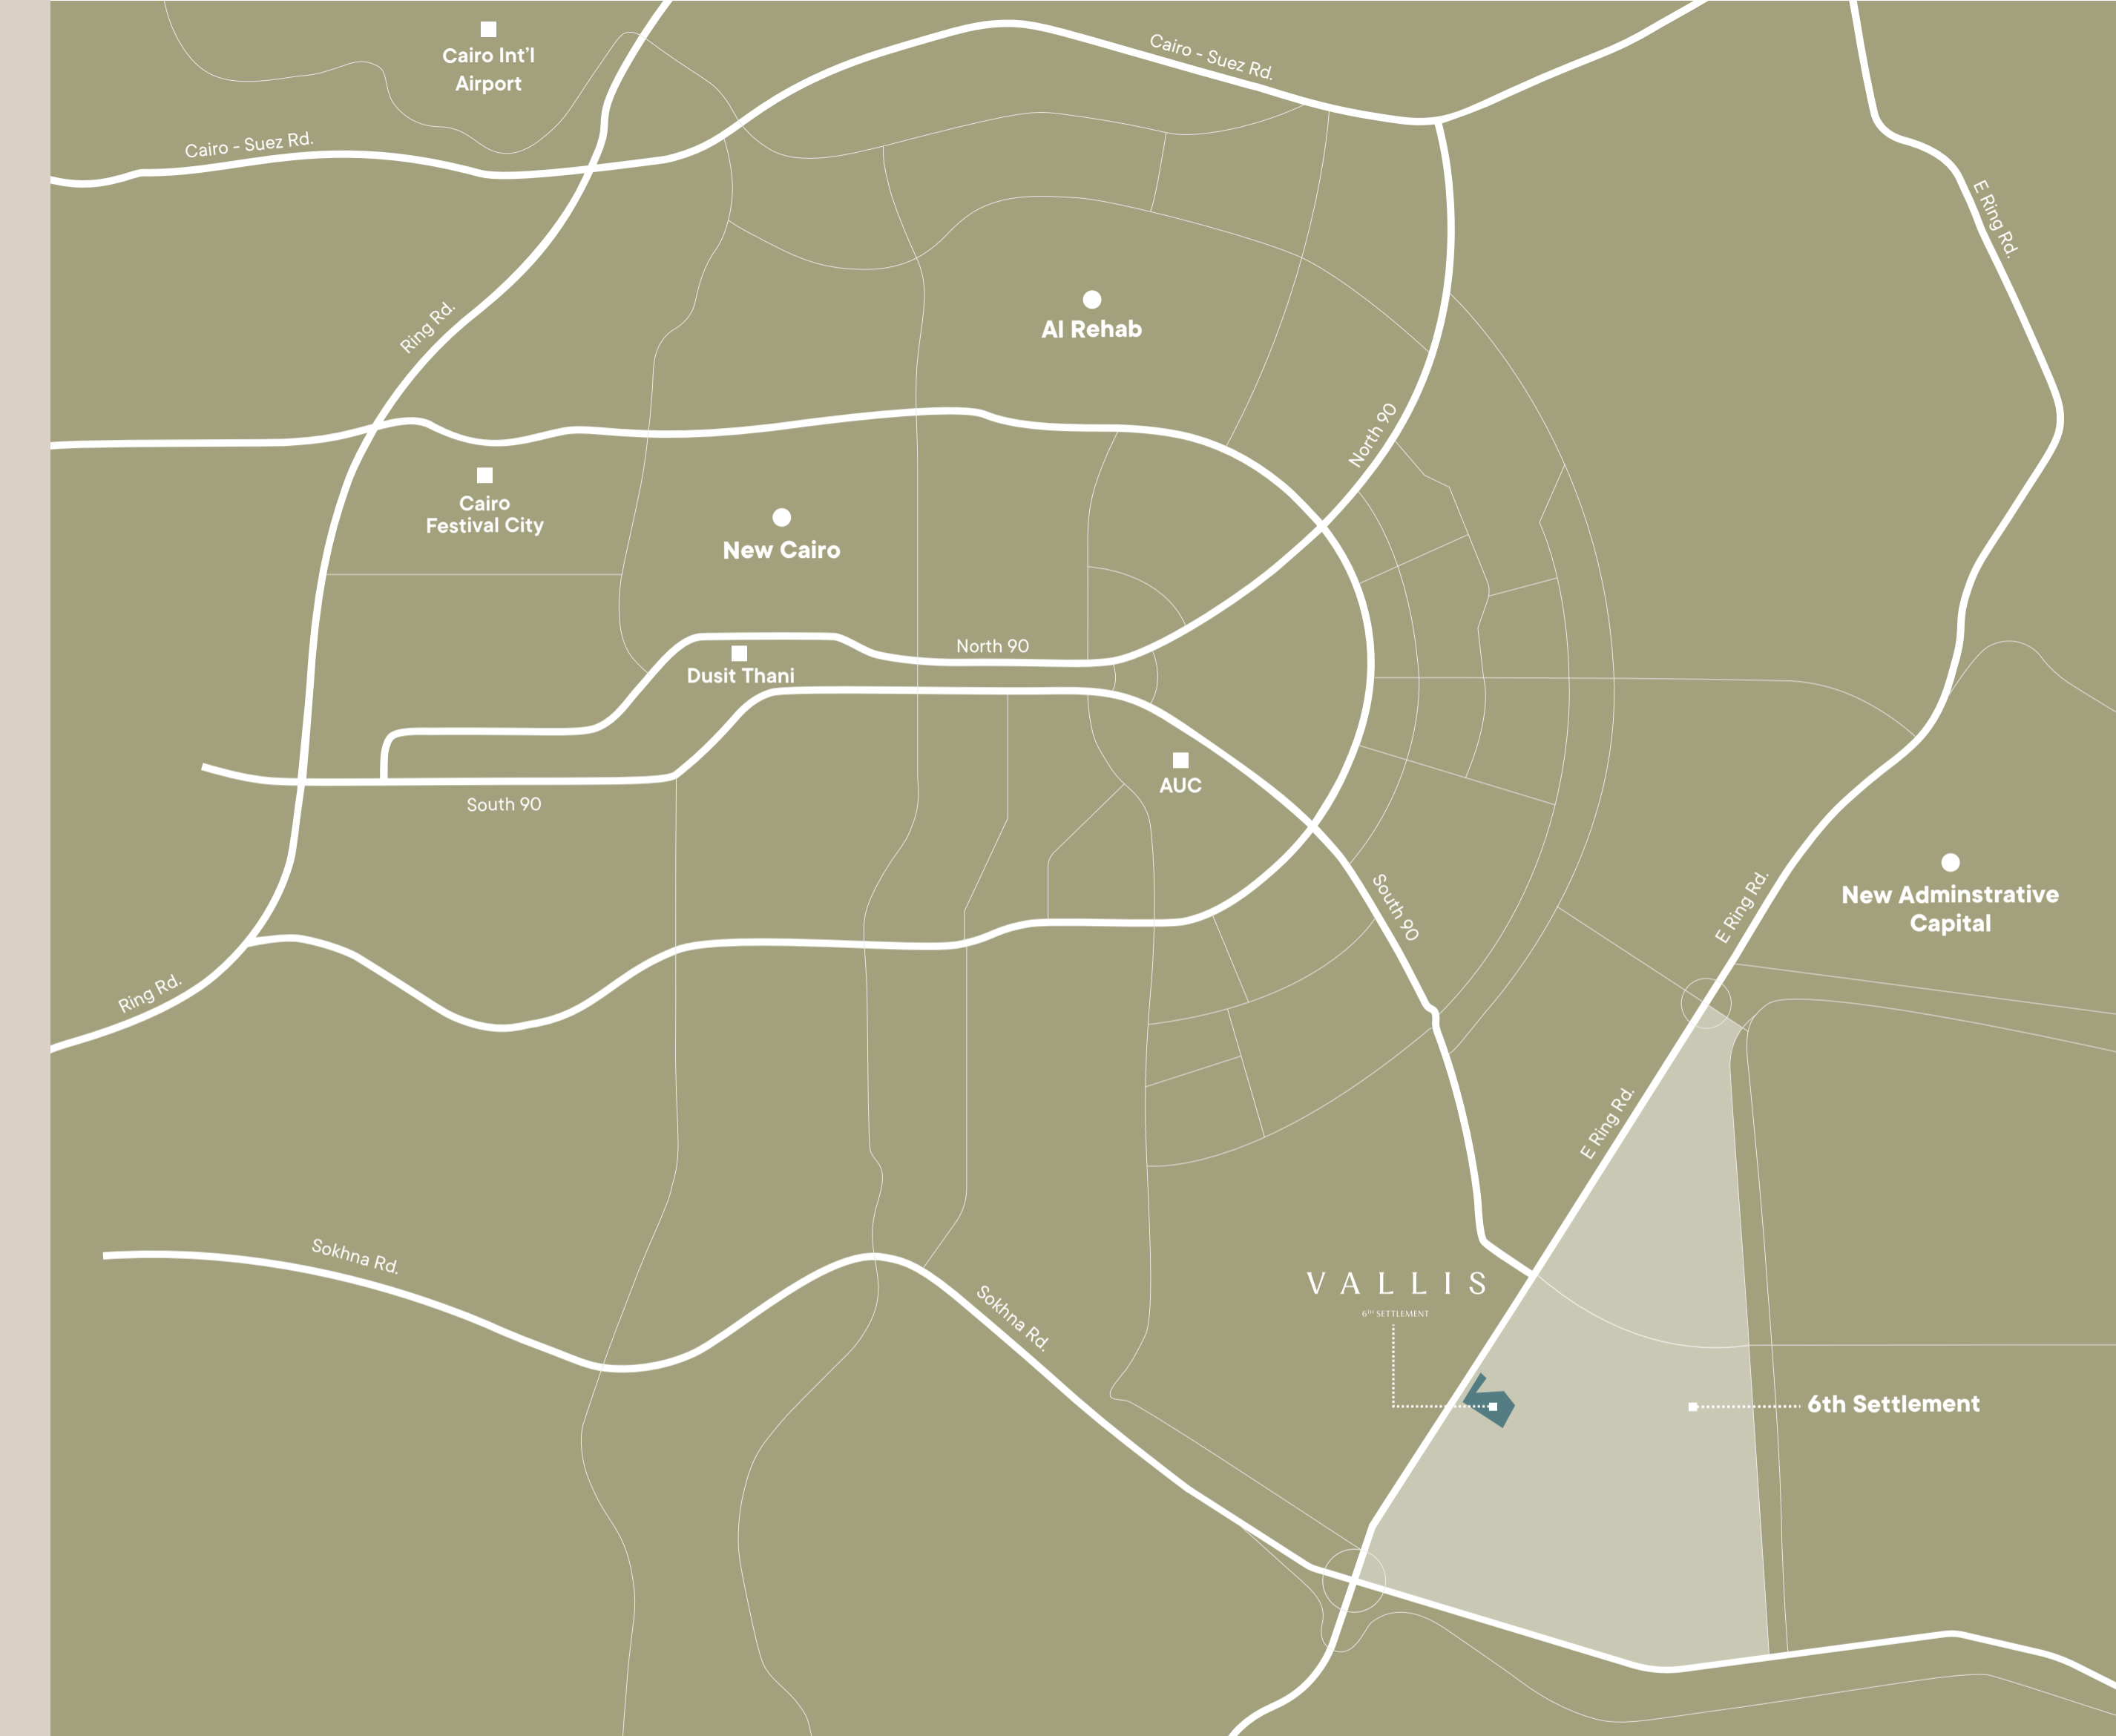 Cairo Int'l
Airport
Cairo - Suez Rd.
Cairo - Suez Rd.
E Ring Rd.
Ring Rd.
Al Rehab
North 90
Cairo
Festival City
New Cairo
North 90
Dusit Thani
AUC
South 90
South 90
E Ring Rd.
New Adminstrative
Capital
Ring Rd.
E Ring Rd.
Sokhna Rd.
Sokhna Rd.
VALLIS
6TH SETTLEMENT
6th Settlement